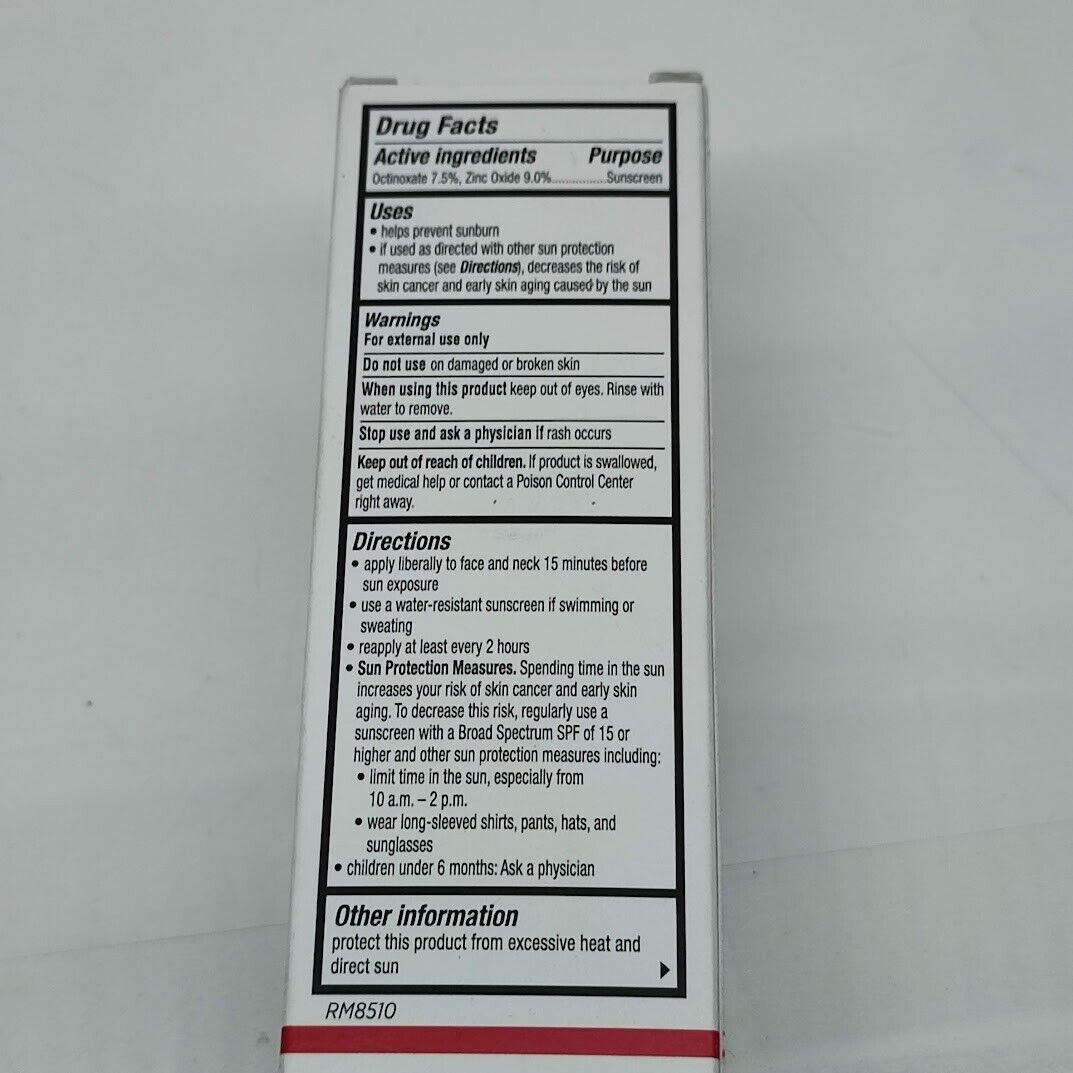 Drug Facts
Active ingredients Purpose
Octinoxate 7.5%, Zinc Oxide 9.0%................Sunscreen
Uses
• helps prevent sunburn
• if used as directed with other sun protection
measures (see Directions), decreases the risk of
skin cancer and early skin aging caused by the sun
Warnings
For external use only
Do not use on damaged or broken skin
When using this product keep out of eyes. Rinse with
water to remove.
Stop use and ask a physician if rash occurs
Keep out of reach of children. If product is swallowed,
get medical help or contact a Poison Control Center
right away.
Directions
• apply liberally to face and neck 15 minutes before
sun exposure
• use a water-resistant sunscreen if swimming or
sweating
• reapply at least every 2 hours
• Sun Protection Measures. Spending time in the sun
increases your risk of skin cancer and early skin
aging. To decrease this risk, regularly use a
sunscreen with a Broad Spectrum SPF of 15 or
higher and other sun protection measures including:
• limit time in the sun, especially from
10 a.m. – 2 p.m.
• wear long-sleeved shirts, pants, hats, and
sunglasses
• children under 6 months: Ask a physician
Other information
protect this product from excessive heat and
direct sun
RM8510